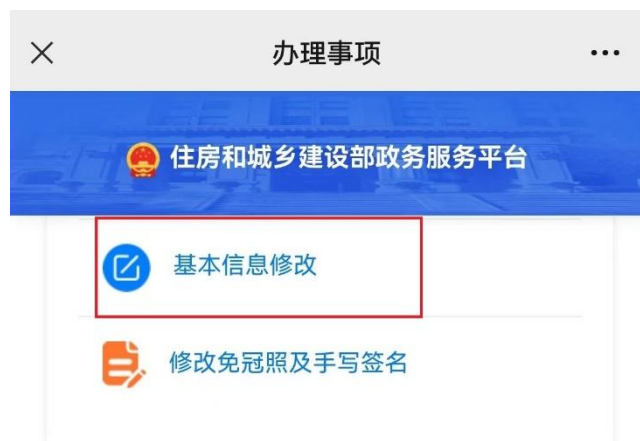 办理事项
住房和城乡建设部政务服务平台
基本信息修改
修改免冠照及手写签名